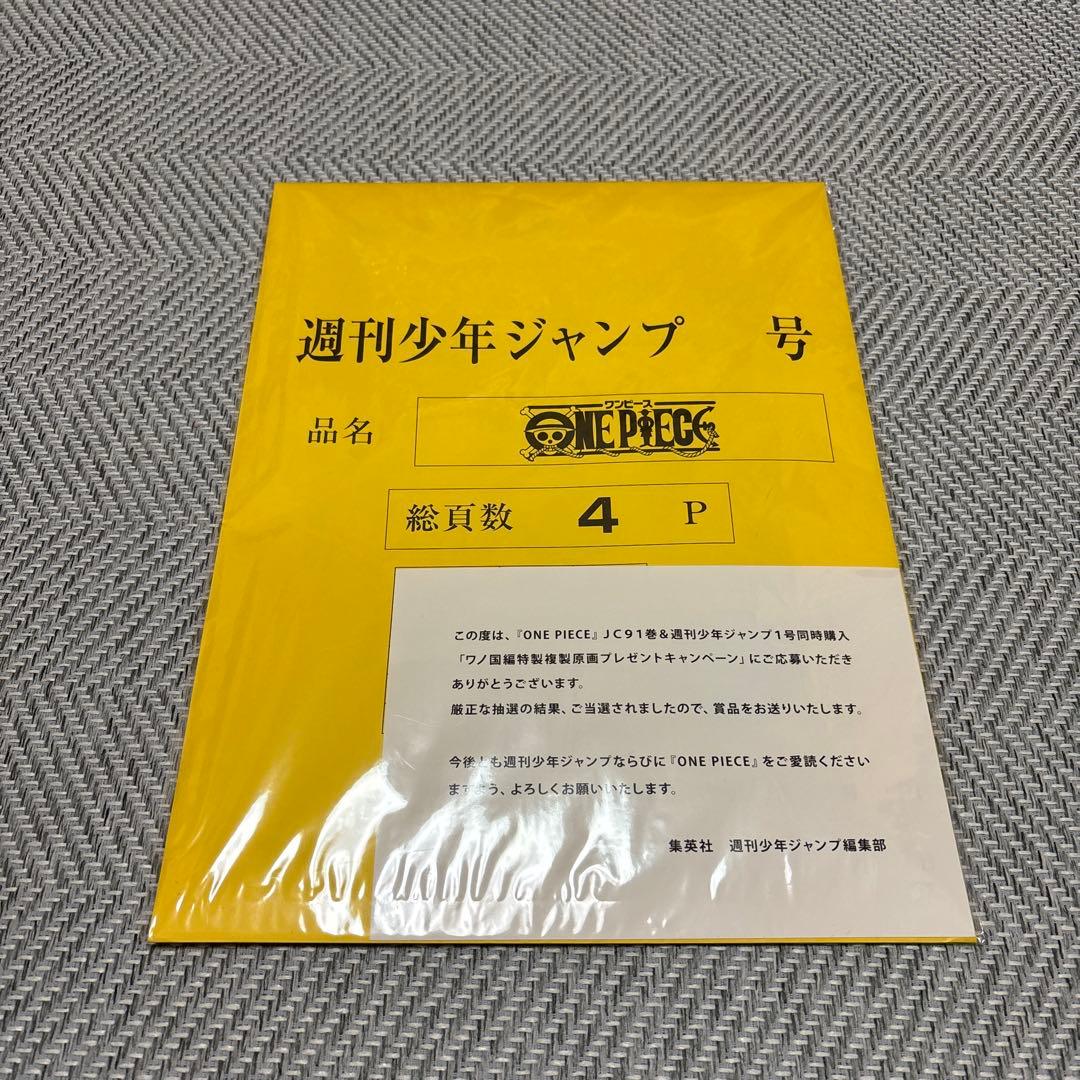 週刊少年ジャンプ 号
品名
ワンピース
ONE PIECE
総頁数 4 P
この度は、『ONE PIECE』JC91巻&週刊少年ジャンプ1号同時購入
「ワノ国編特製複製原画プレゼントキャンペーン」にご応募いただき
ありがとうございます。
厳正な抽選の結果、ご当選されましたので、賞品をお送りいたします。
今後とも週刊少年ジャンプならびに『ONE PIECE』をご愛読ください
ますよう、よろしくお願いいたします。
集英社 週刊少年ジャンプ編集部